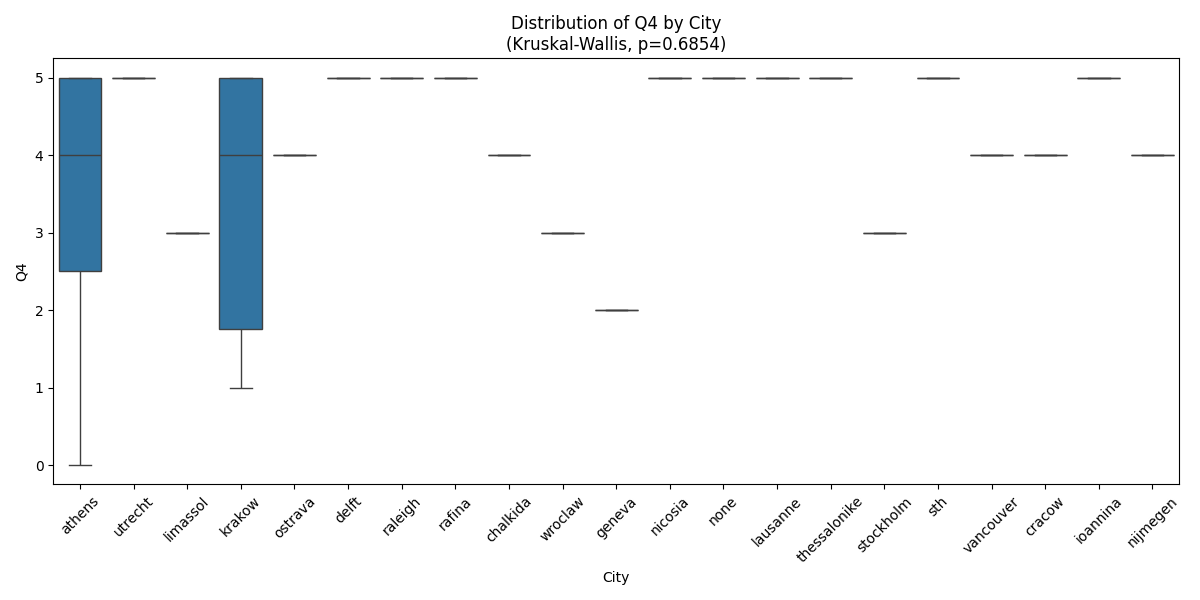 Distribution of Q4 by City
(Kruskal-Wallis, p=0.6854)
Q4
5
4
3
2
1
0
athens
utrecht
limassol
krakow
ostrava
delft
raleigh
rafina
chalkida
wroclaw
geneva
nicosia
none
lausanne
thessalonike
stockholm
sth
vancouver
cracow
ioannina
nijmegen
City